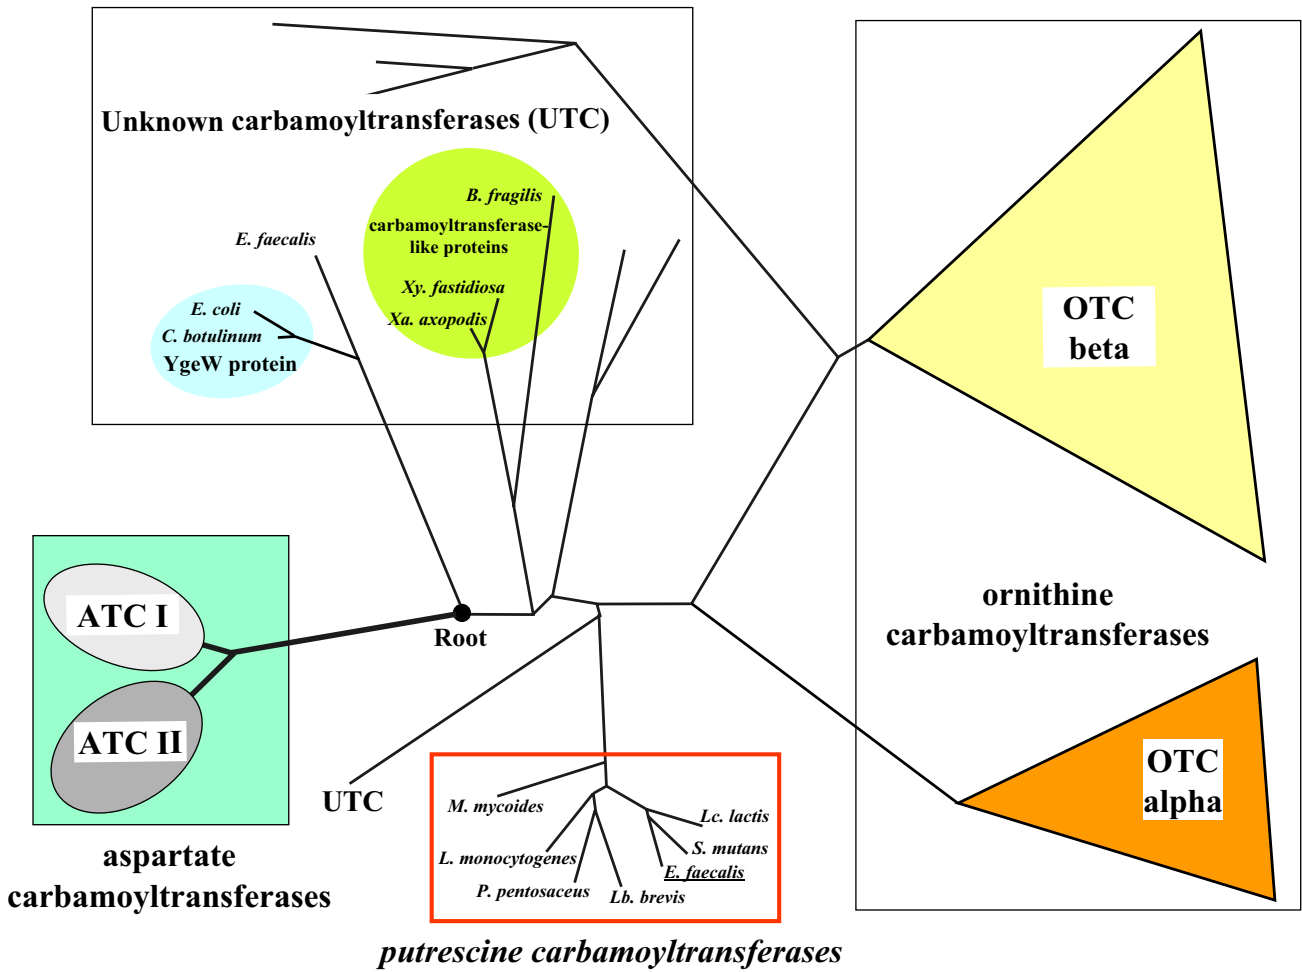 Unknown carbamoyltransferases (UTC)
B. fragilis
carbamoyltransferase-
like proteins
E. faecalis
Xy. fastidiosa
Xa. axopodis
E. coli
C. botulinum
YgeW protein
OTC
beta
ATC I
ATC II
Root
ornithine
carbamoyltransferases
OTC
alpha
UTC
aspartate
carbamoyltransferases
M. mycoides
Lc. lactis
S. mutans
L. monocytogenes
E. faecalis
P. pentosaceus
Lb. brevis
putrescine carbamoyltransferases